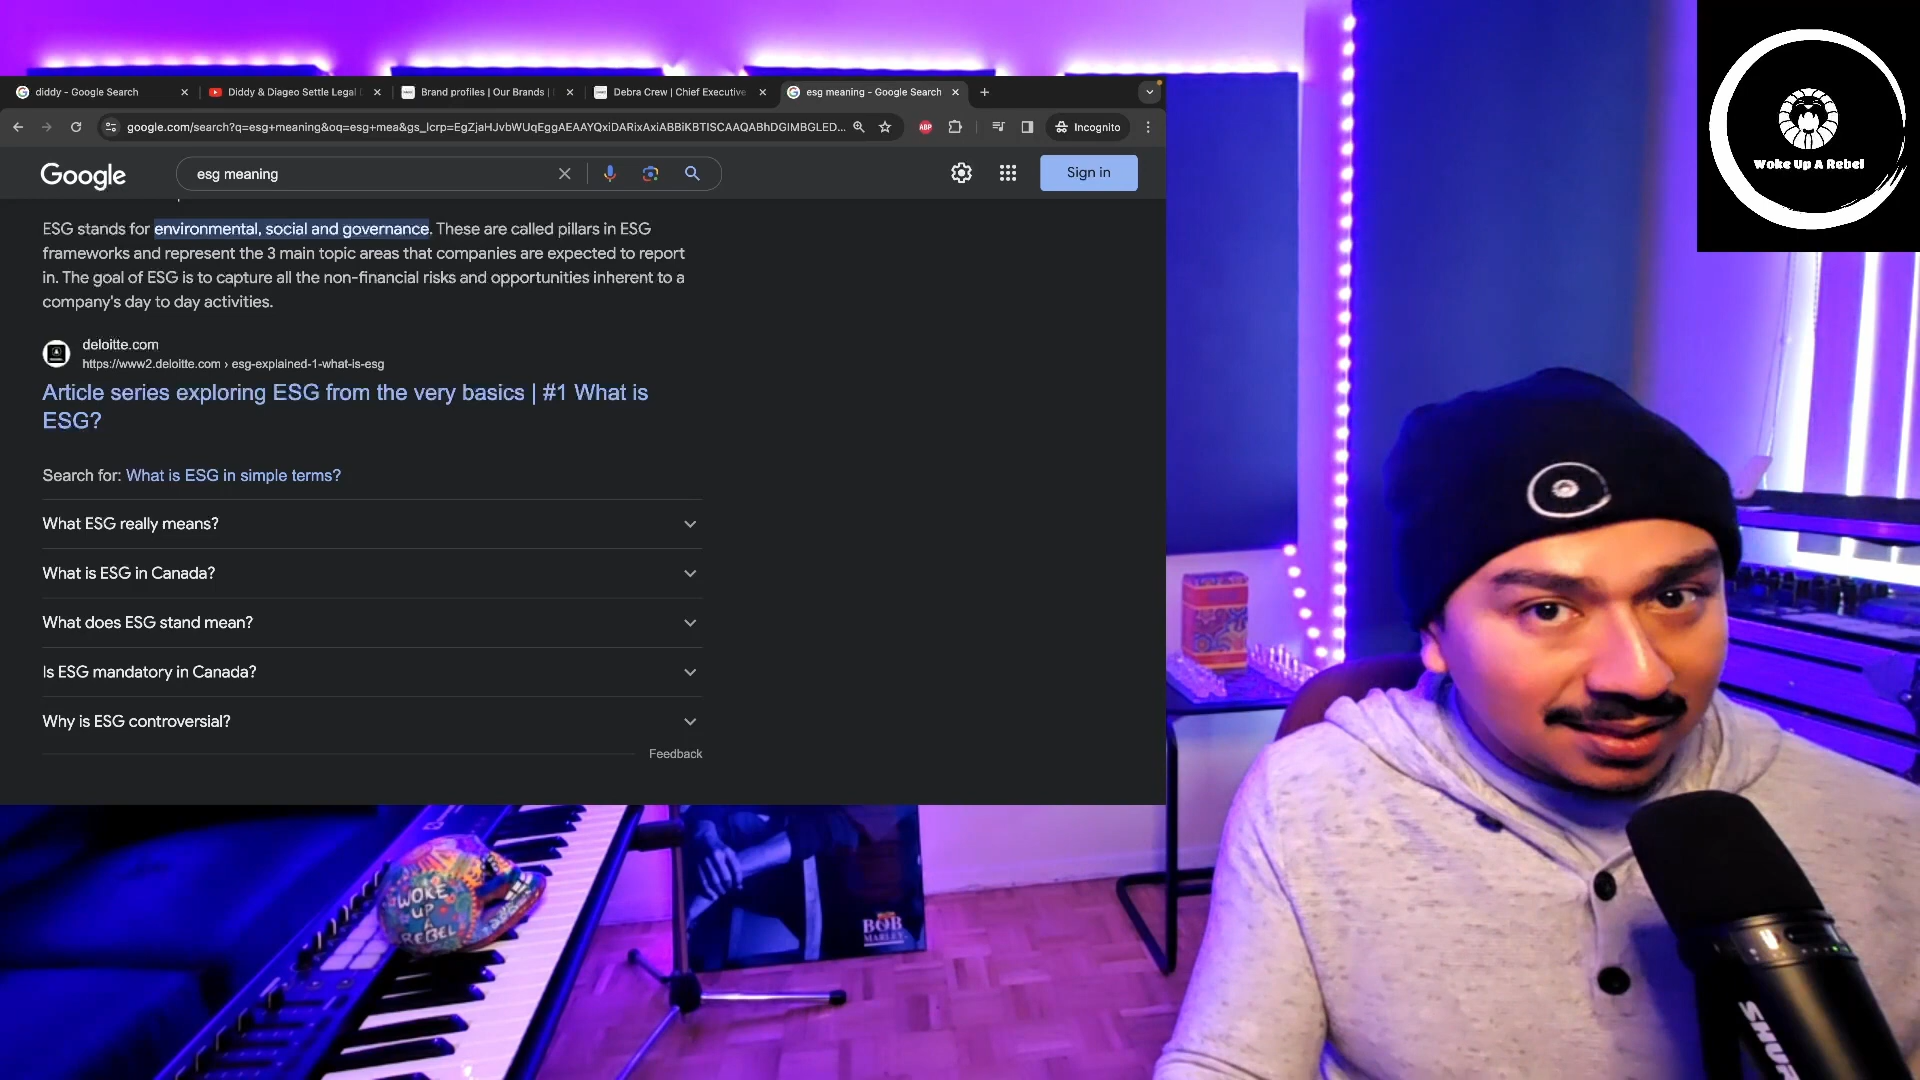 diddy - Google Search
Diddy & Diageo Settle Legal
Brand profiles | Our Brands |
Debra Crew | Chief Executive
esg meaning - Google Search
google.com/search?q=esg+meaning&oq=esg+mea&gs_lcrp=EgZjaHJvbWUqEggAEAAYQxiDARixAxiABBiKBTISCAAQABhDGIMBGLED...
ABP
Incognito
Google
esg meaning
Sign in
Woke Up A Rebel
ESG stands for environmental, social and governance. These are called pillars in ESG
frameworks and represent the 3 main topic areas that companies are expected to report
in. The goal of ESG is to capture all the non-financial risks and opportunities inherent to a
company's day to day activities.
deloitte.com
https://www2.deloitte.com › esg-explained-1-what-is-esg
Article series exploring ESG from the very basics | #1 What is
ESG?
Search for: What is ESG in simple terms?
What ESG really means?
What is ESG in Canada?
What does ESG stand mean?
Is ESG mandatory in Canada?
Why is ESG controversial?
Feedback
WOKE
UP
A
REBEL
BOB
MARLEY
SHU